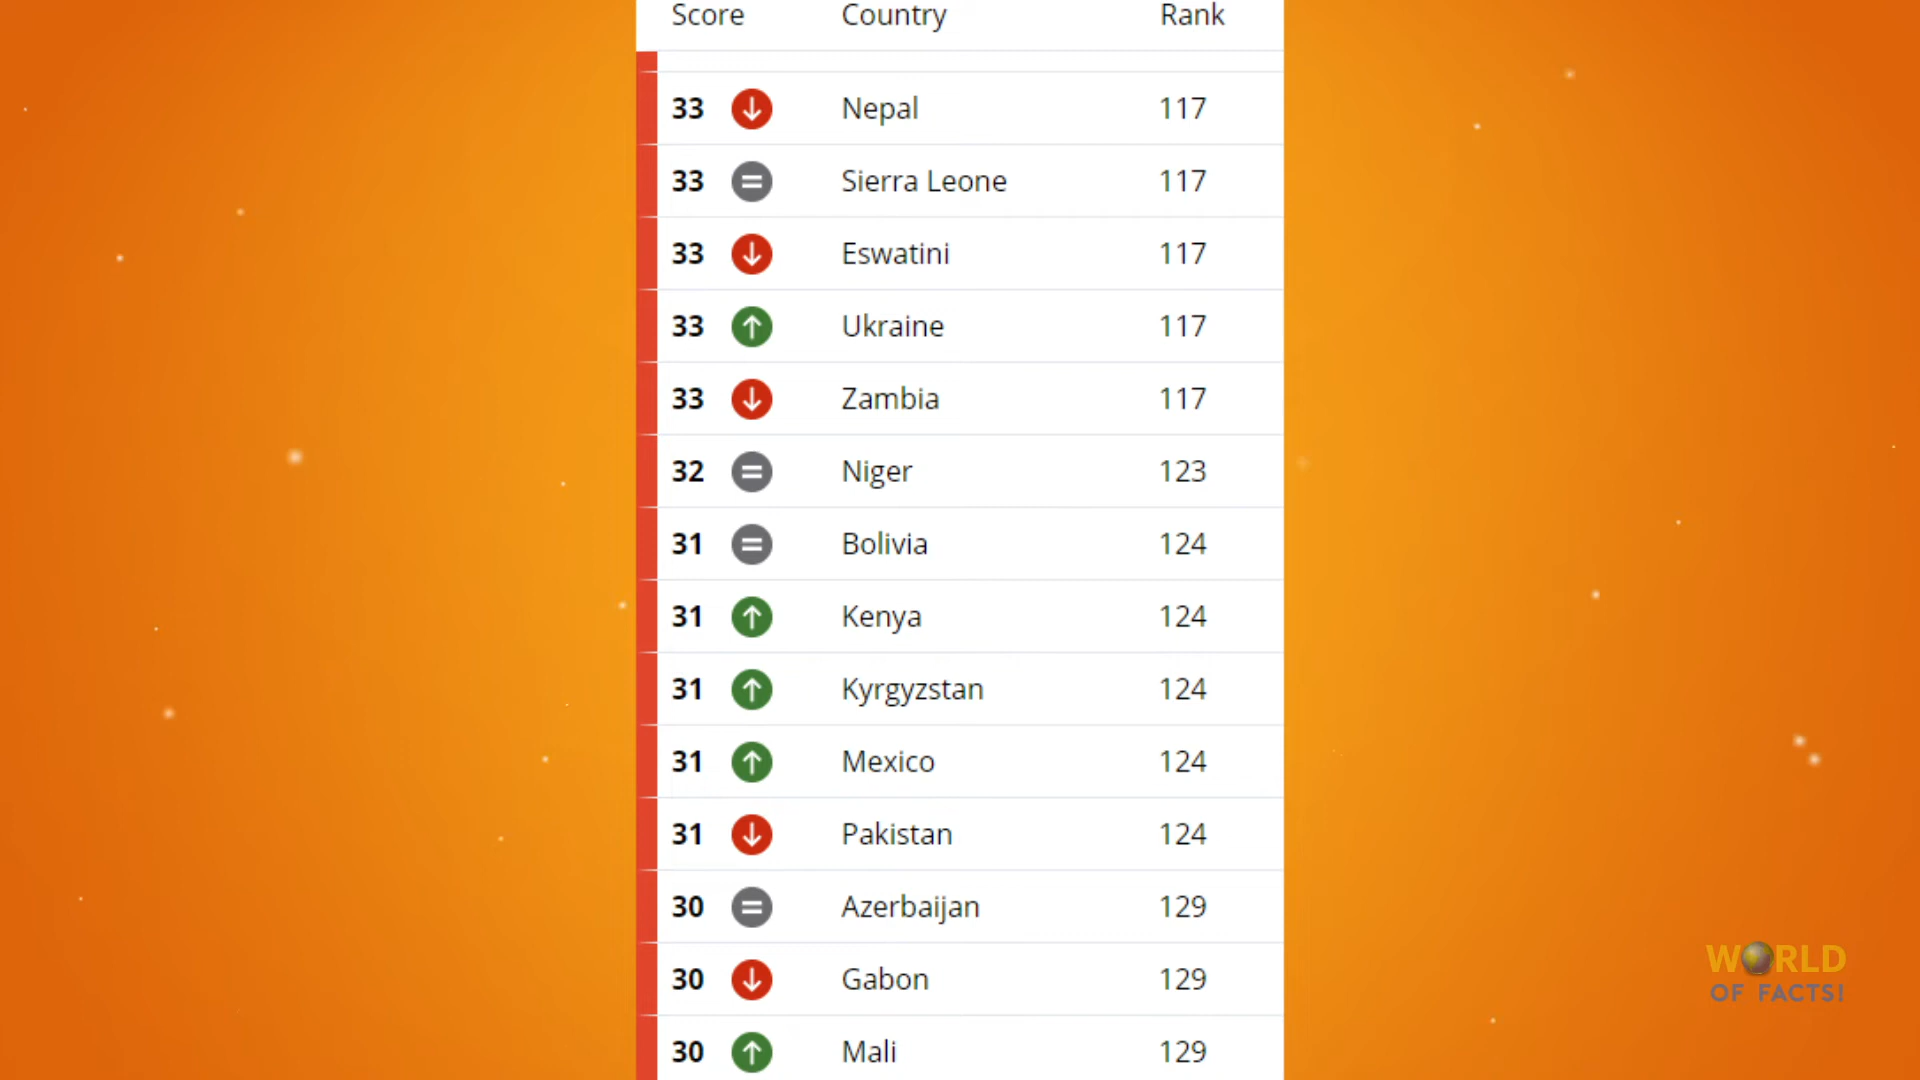 Score Country Rank
33 Nepal 117
33 Sierra Leone 117
33 Eswatini 117
33 Ukraine 117
33 Zambia 117
32 Niger 123
31 Bolivia 124
31 Kenya 124
31 Kyrgyzstan 124
31 Mexico 124
31 Pakistan 124
30 Azerbaijan 129
30 Gabon 129
30 Mali 129
WORLD
OF FACTS!